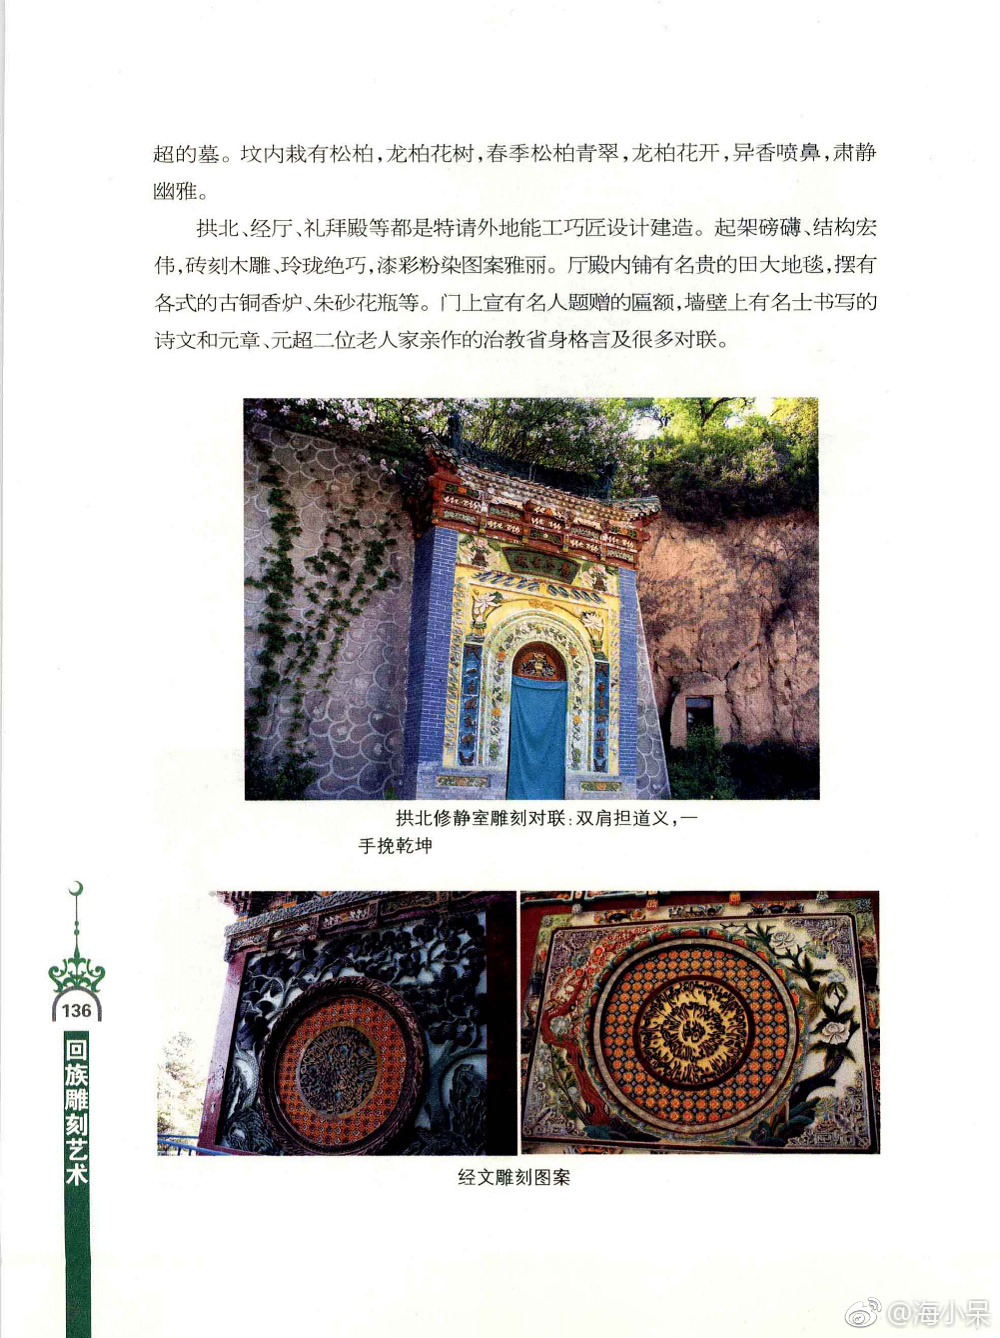 超的墓。坟内栽有松柏，龙柏花树，春季松柏青翠，龙柏花开，异香喷鼻，肃静
幽雅。
拱北、经厅、礼拜殿等都是特请外地能工巧匠设计建造。起架磅礴、结构宏
伟，砖刻木雕、玲珑绝巧，漆彩粉染图案雅丽。厅殿内铺有名贵的田大地毯，摆有
各式的古铜香炉、朱砂花瓶等。门上宣有名人题赠的匾额，墙壁上有名士书写的
诗文和元章、元超二位老人家亲作的治教省身格言及很多对联。
拱北修静室雕刻对联：双肩担道义，一
手挽乾坤
136
回族雕刻艺术
经文雕刻图案
@海小呆